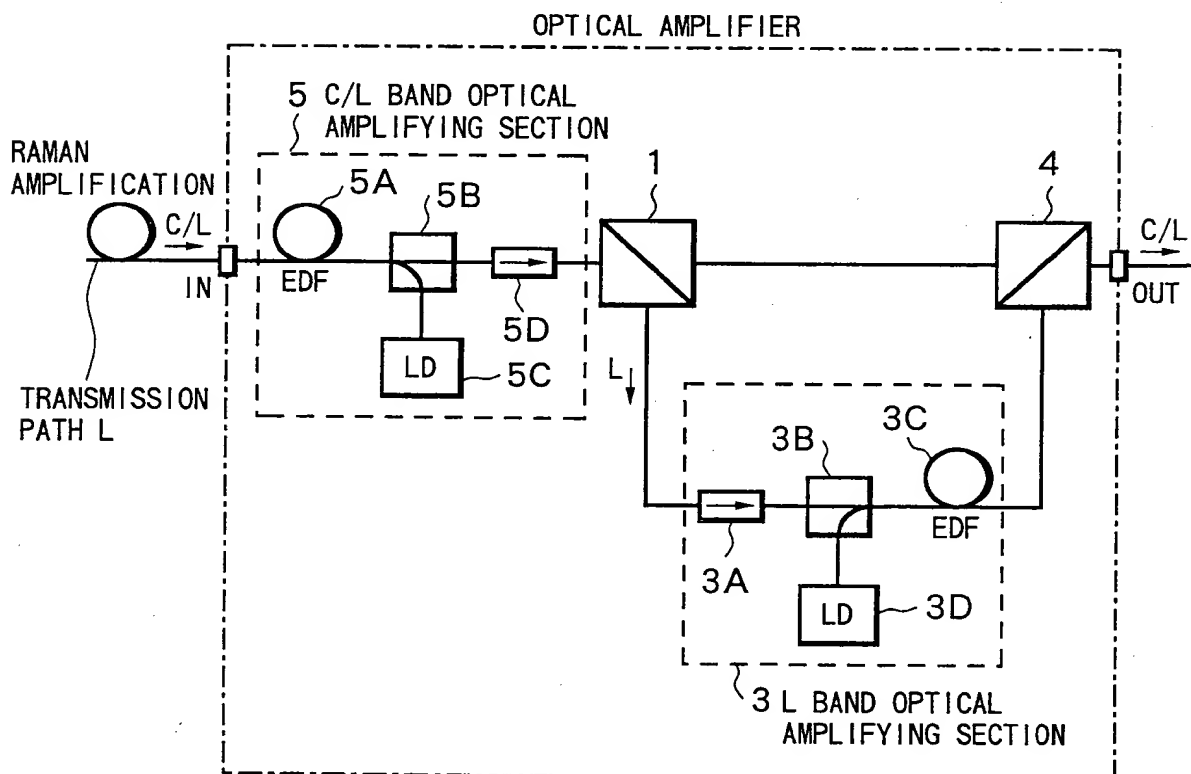 OPTICAL AMPLIFIER
5 C/L BAND OPTICAL
AMPLIFYING SECTION
RAMAN
AMPLIFICATION
C/L
IN
5A
EDF
5B
5D
LD
5C
1
4
C/L
OUT
TRANSMISSION
PATH L
L
3A
3B
3C
EDF
LD
3D
3 L BAND OPTICAL
AMPLIFYING SECTION